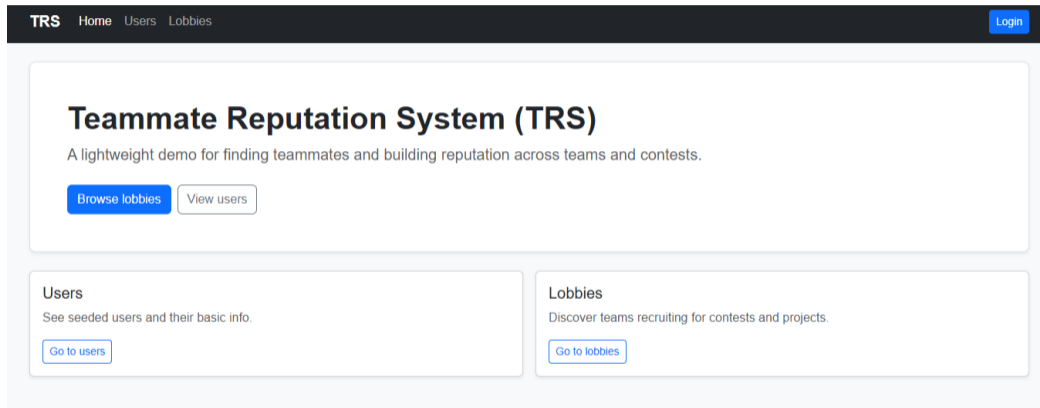 TRS Home Users Lobbies Login
Teammate Reputation System (TRS)
A lightweight demo for finding teammates and building reputation across teams and contests.
Browse lobbies View users
Users
See seeded users and their basic info.
Go to users
Lobbies
Discover teams recruiting for contests and projects.
Go to lobbies